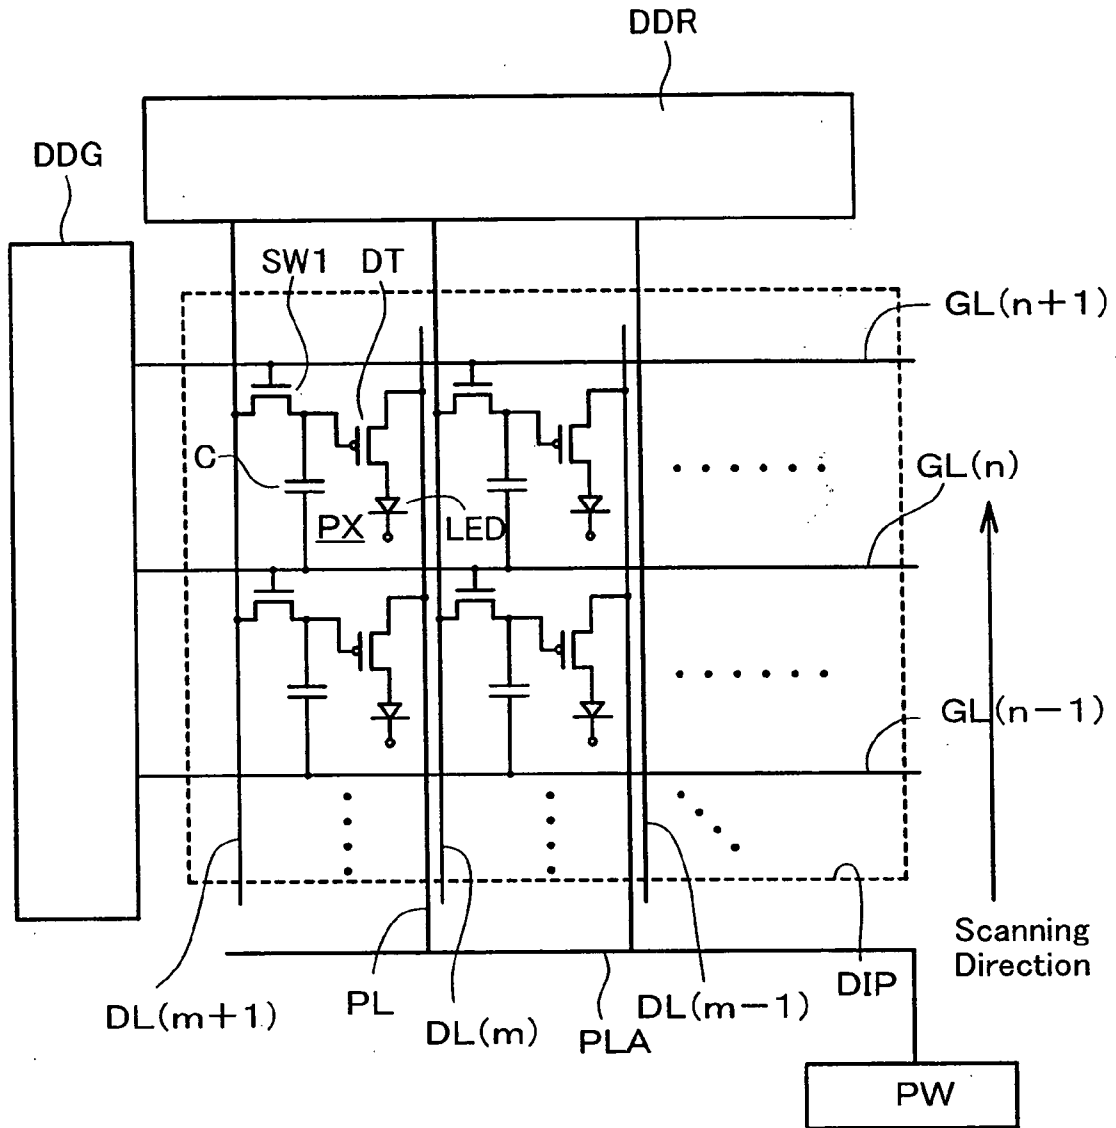 DDR
DDG
SW1 DT
GL(n+1)
C
GL(n)
PX
LED
GL(n−1)
Scanning
Direction
DL(m+1)
PL
DL(m)
PLA
DL(m−1)
DIP
PW